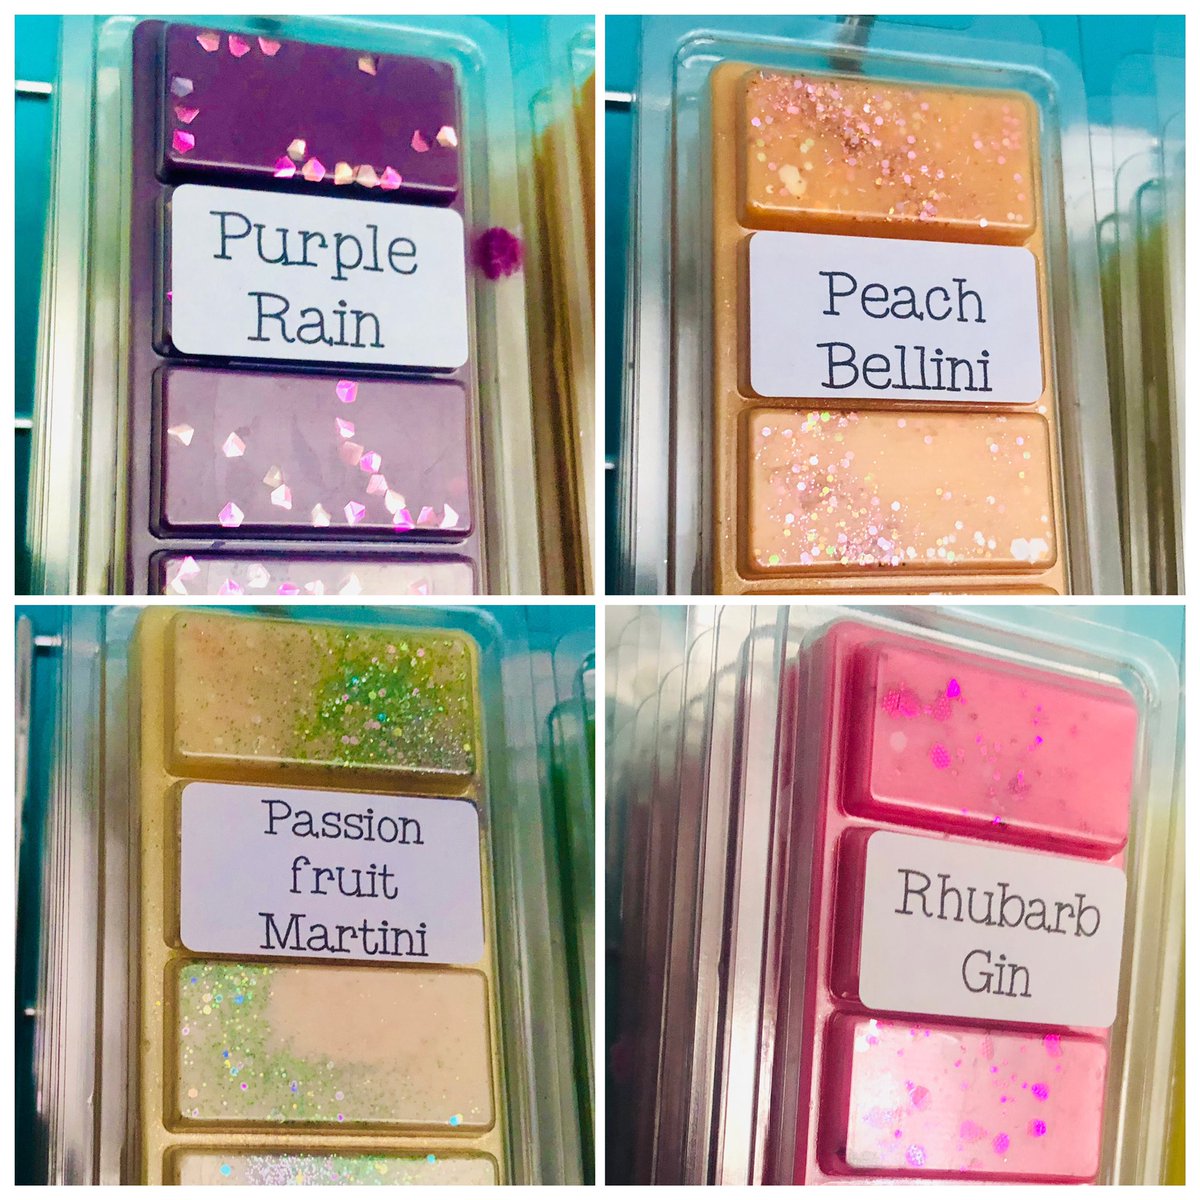 Purple
Rain
Peach
Bellini
Passion
fruit
Martini
Rhubarb
Gin